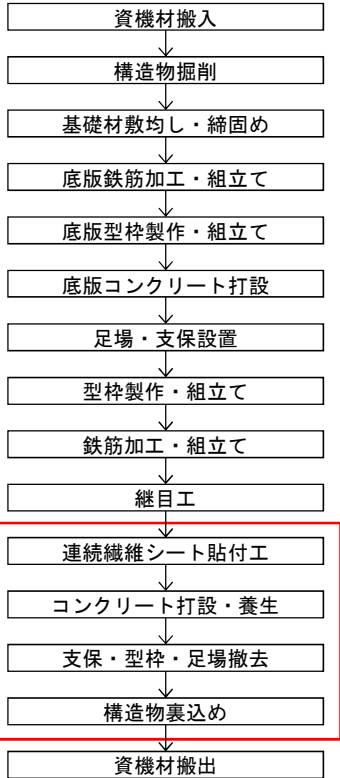 資機材搬入
構造物掘削
基礎材敷均し・締固め
底版鉄筋加工・組立て
底版型枠製作・組立て
底版コンクリート打設
足場・支保設置
型枠製作・組立て
鉄筋加工・組立て
継目工
連続繊維シート貼付工
コンクリート打設・養生
支保・型枠・足場撤去
構造物裏込め
資機材搬出